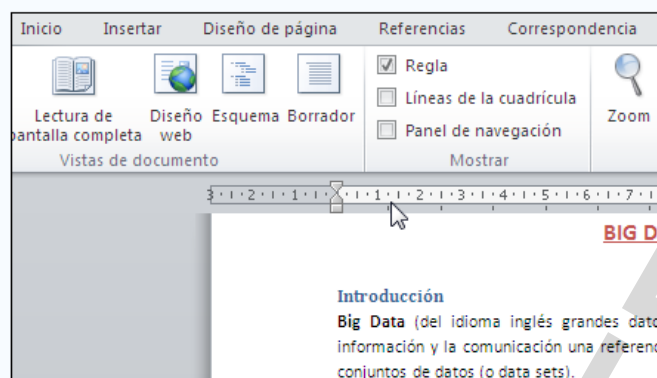 Inicio Insertar Diseño de página Referencias Correspondencia
Lectura de pantalla completa
Diseño web
Esquema
Borrador
Vistas de documento
Regla
Líneas de la cuadrícula
Panel de navegación
Mostrar
Zoom
3 2 1 1 2 3 4 5 6 7
BIG D
Introducción
Big Data (del idioma inglés grandes dato
información y la comunicación una referenc
conjuntos de datos (o data sets).